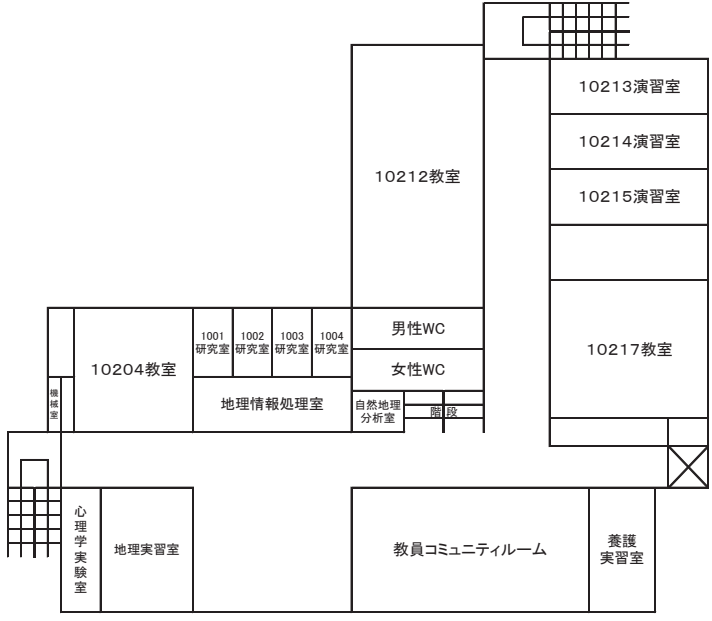 10213演習室
10214演習室
10212教室
10215演習室
男性WC
1001
研究室
1002
研究室
1003
研究室
1004
研究室
10217教室
10204教室
女性WC
機械室
地理情報処理室
自然地理
分析室
階段
心理学実験室
地理実習室
教員コミュニティルーム
養護
実習室